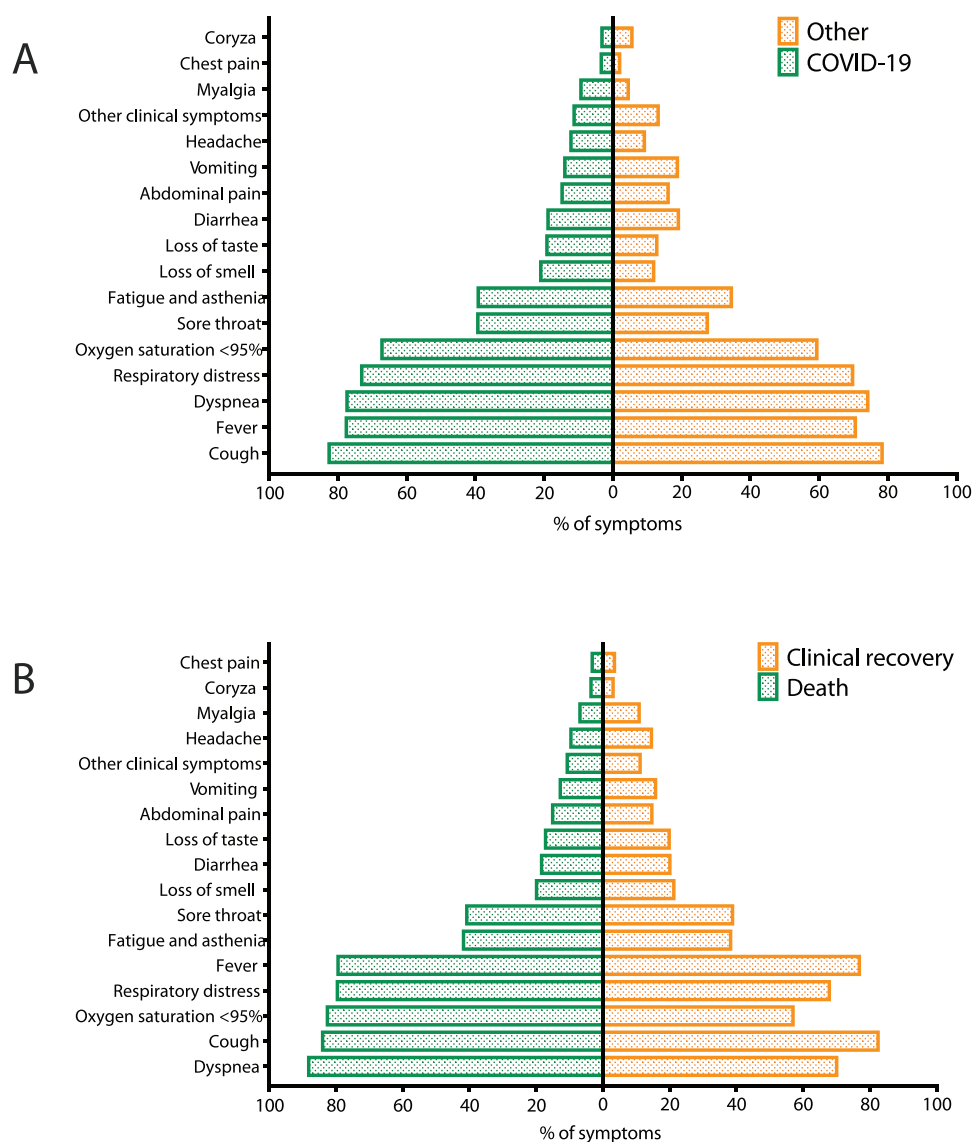 A
Other
COVID-19
Coryza
Chest pain
Myalgia
Other clinical symptoms
Headache
Vomiting
Abdominal pain
Diarrhea
Loss of taste
Loss of smell
Fatigue and asthenia
Sore throat
Oxygen saturation <95%
Respiratory distress
Dyspnea
Fever
Cough
100 80 60 40 20 0 20 40 60 80 100
% of symptoms
B
Clinical recovery
Death
Chest pain
Coryza
Myalgia
Headache
Other clinical symptoms
Vomiting
Abdominal pain
Loss of taste
Diarrhea
Loss of smell
Sore throat
Fatigue and asthenia
Fever
Respiratory distress
Oxygen saturation <95%
Cough
Dyspnea
100 80 60 40 20 0 20 40 60 80 100
% of symptoms